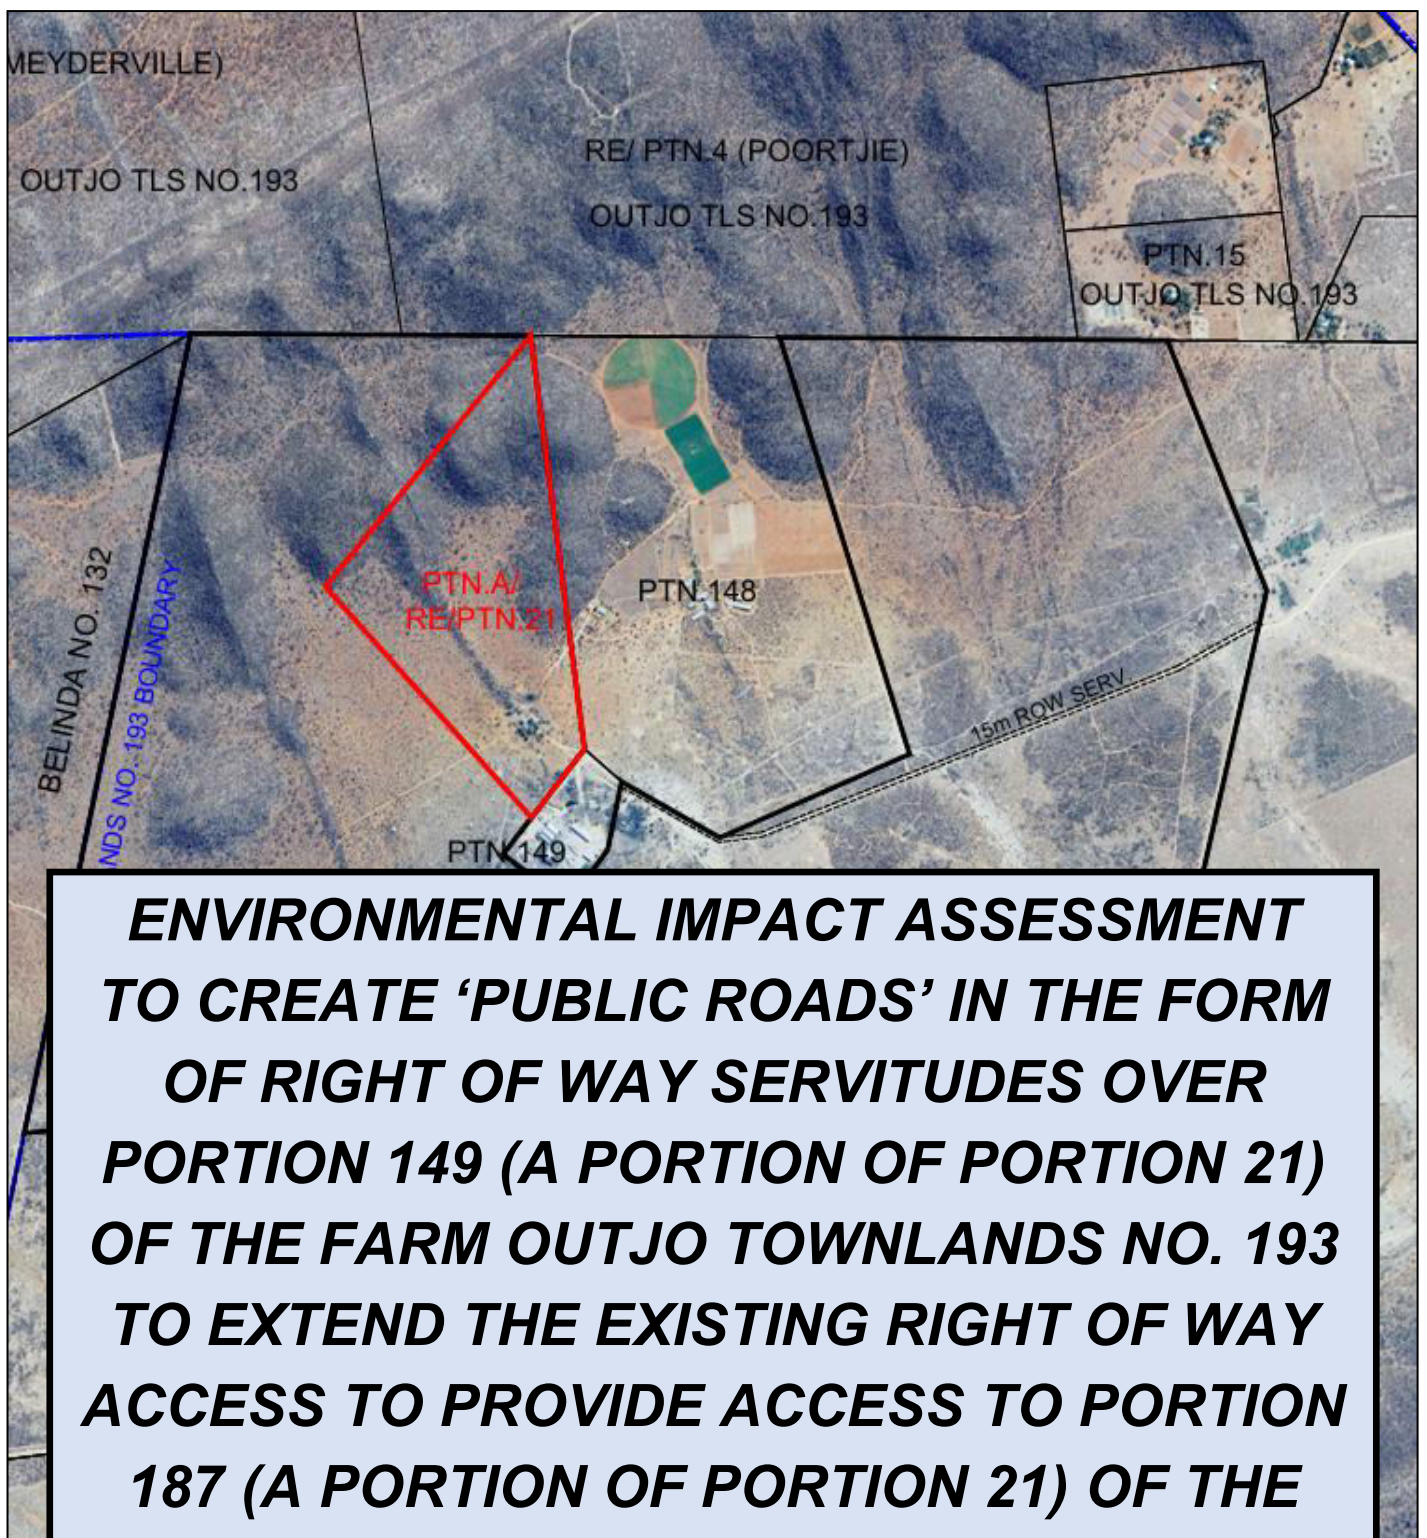 MEYDERVILLE)
OUTJO TLS NO.193
RE/ PTN.4 (POORTJIE)
OUTJO TLS NO.193
PTN.15
OUTJO TLS NO.193
BELINDA NO. 132
NDS NO. 193 BOUNDARY
PTN.A/
RE/PTN.21
PTN.148
15m ROW SERV
PTN.149
ENVIRONMENTAL IMPACT ASSESSMENT
TO CREATE ‘PUBLIC ROADS’ IN THE FORM
OF RIGHT OF WAY SERVITUDES OVER
PORTION 149 (A PORTION OF PORTION 21)
OF THE FARM OUTJO TOWNLANDS NO. 193
TO EXTEND THE EXISTING RIGHT OF WAY
ACCESS TO PROVIDE ACCESS TO PORTION
187 (A PORTION OF PORTION 21) OF THE